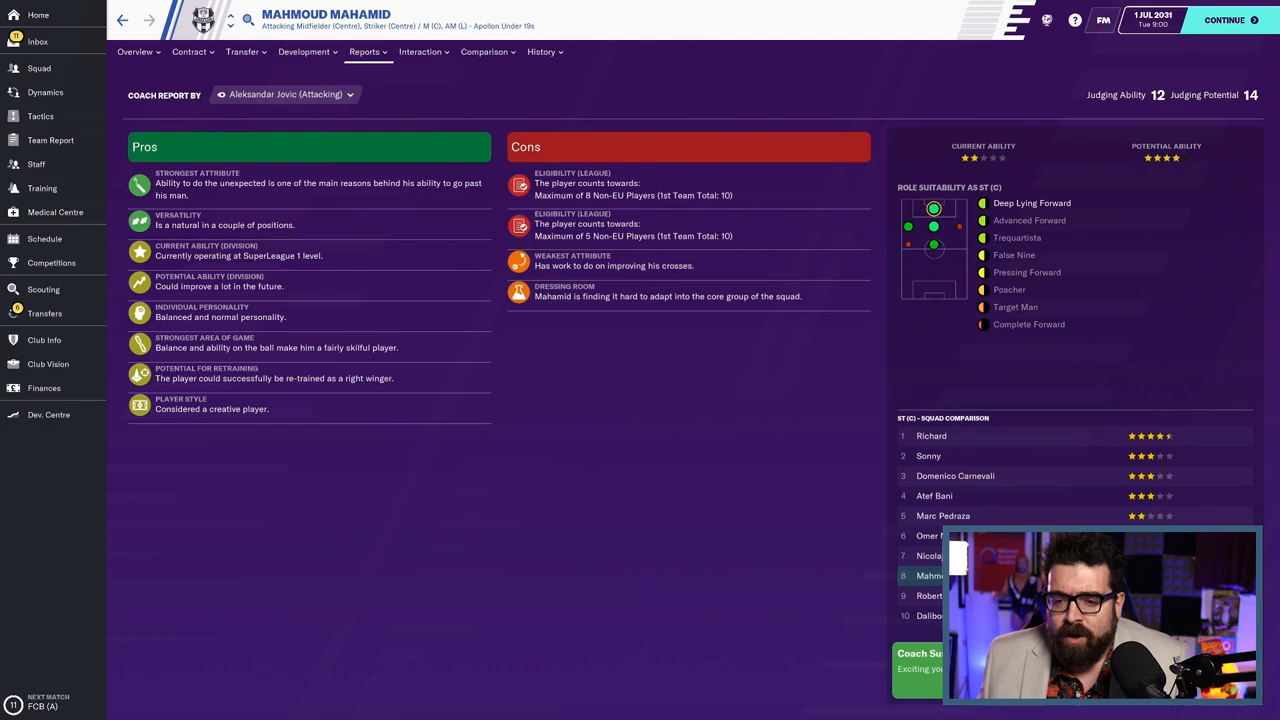 Home
MAHMOUD MAHAMID
Attacking Midfielder (Centre), Striker (Centre) / M (C), AM (L) - Apollon Under 19s
FM
1 JUL 2031
Tue 9:00
CONTINUE
11
Inbox
Squad
Dynamics
Tactics
Team Report
Staff
Training
Medical Centre
Schedule
Competitions
Scouting
6
Transfers
Club Info
Club Vision
Finances
Dev. Centre
NEXT MATCH
11
FCB (A)
Overview
Contract
Transfer
Development
Reports
Interaction
Comparison
History
COACH REPORT BY
Aleksandar Jovic (Attacking)
Judging Ability 12 Judging Potential 14
Pros
STRONGEST ATTRIBUTE
Ability to do the unexpected is one of the main reasons behind his ability to go past
his man.
VERSATILITY
Is a natural in a couple of positions.
CURRENT ABILITY (DIVISION)
Currently operating at SuperLeague 1 level.
POTENTIAL ABILITY (DIVISION)
Could improve a lot in the future.
INDIVIDUAL PERSONALITY
Balanced and normal personality.
STRONGEST AREA OF GAME
Balance and ability on the ball make him a fairly skilful player.
POTENTIAL FOR RETRAINING
The player could successfully be re-trained as a right winger.
PLAYER STYLE
Considered a creative player.
Cons
ELIGIBILITY (LEAGUE)
The player counts towards:
Maximum of 8 Non-EU Players (1st Team Total: 10)
ELIGIBILITY (LEAGUE)
The player counts towards:
Maximum of 5 Non-EU Players (1st Team Total: 10)
WEAKEST ATTRIBUTE
Has work to do on improving his crosses.
DRESSING ROOM
Mahamid is finding it hard to adapt into the core group of the squad.
CURRENT ABILITY
POTENTIAL ABILITY
ROLE SUITABILITY AS ST (C)
Deep Lying Forward
Advanced Forward
Trequartista
False Nine
Pressing Forward
Poacher
Target Man
Complete Forward
ST (C) - SQUAD COMPARISON
1 Richard
2 Sonny
3 Domenico Carnevali
4 Atef Bani
5 Marc Pedraza
6 Omer
7 Nicola
8 Mahm
9 Robert
10 Dalibo
Coach Su
Exciting you